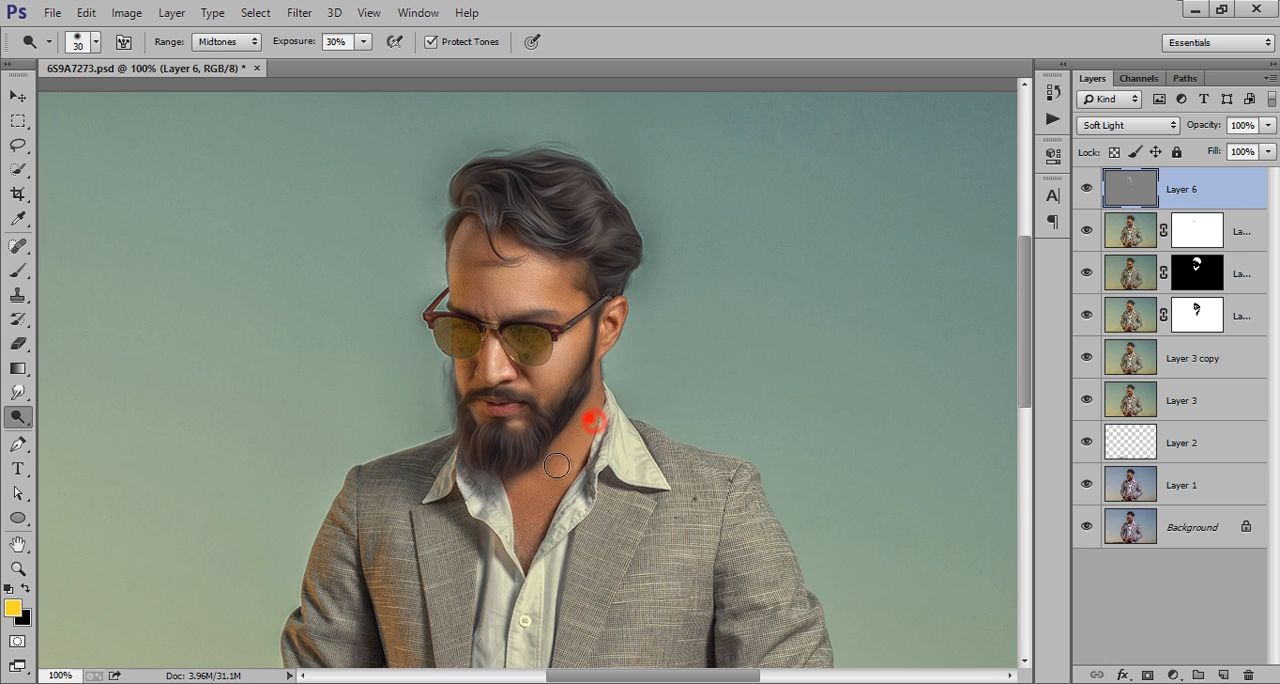 Ps File Edit Image Layer Type Select Filter 3D View Window Help
30 Range: Midtones Exposure: 30% Protect Tones Essentials
6S9A7273.psd @ 100% (Layer 6, RGB/8) * ×
Layers Channels Paths
Kind
Soft Light Opacity: 100%
Lock: Fill: 100%
Layer 6
La...
La...
La...
Layer 3 copy
Layer 3
Layer 2
Layer 1
Background
100% Doc: 3.96M/31.1M